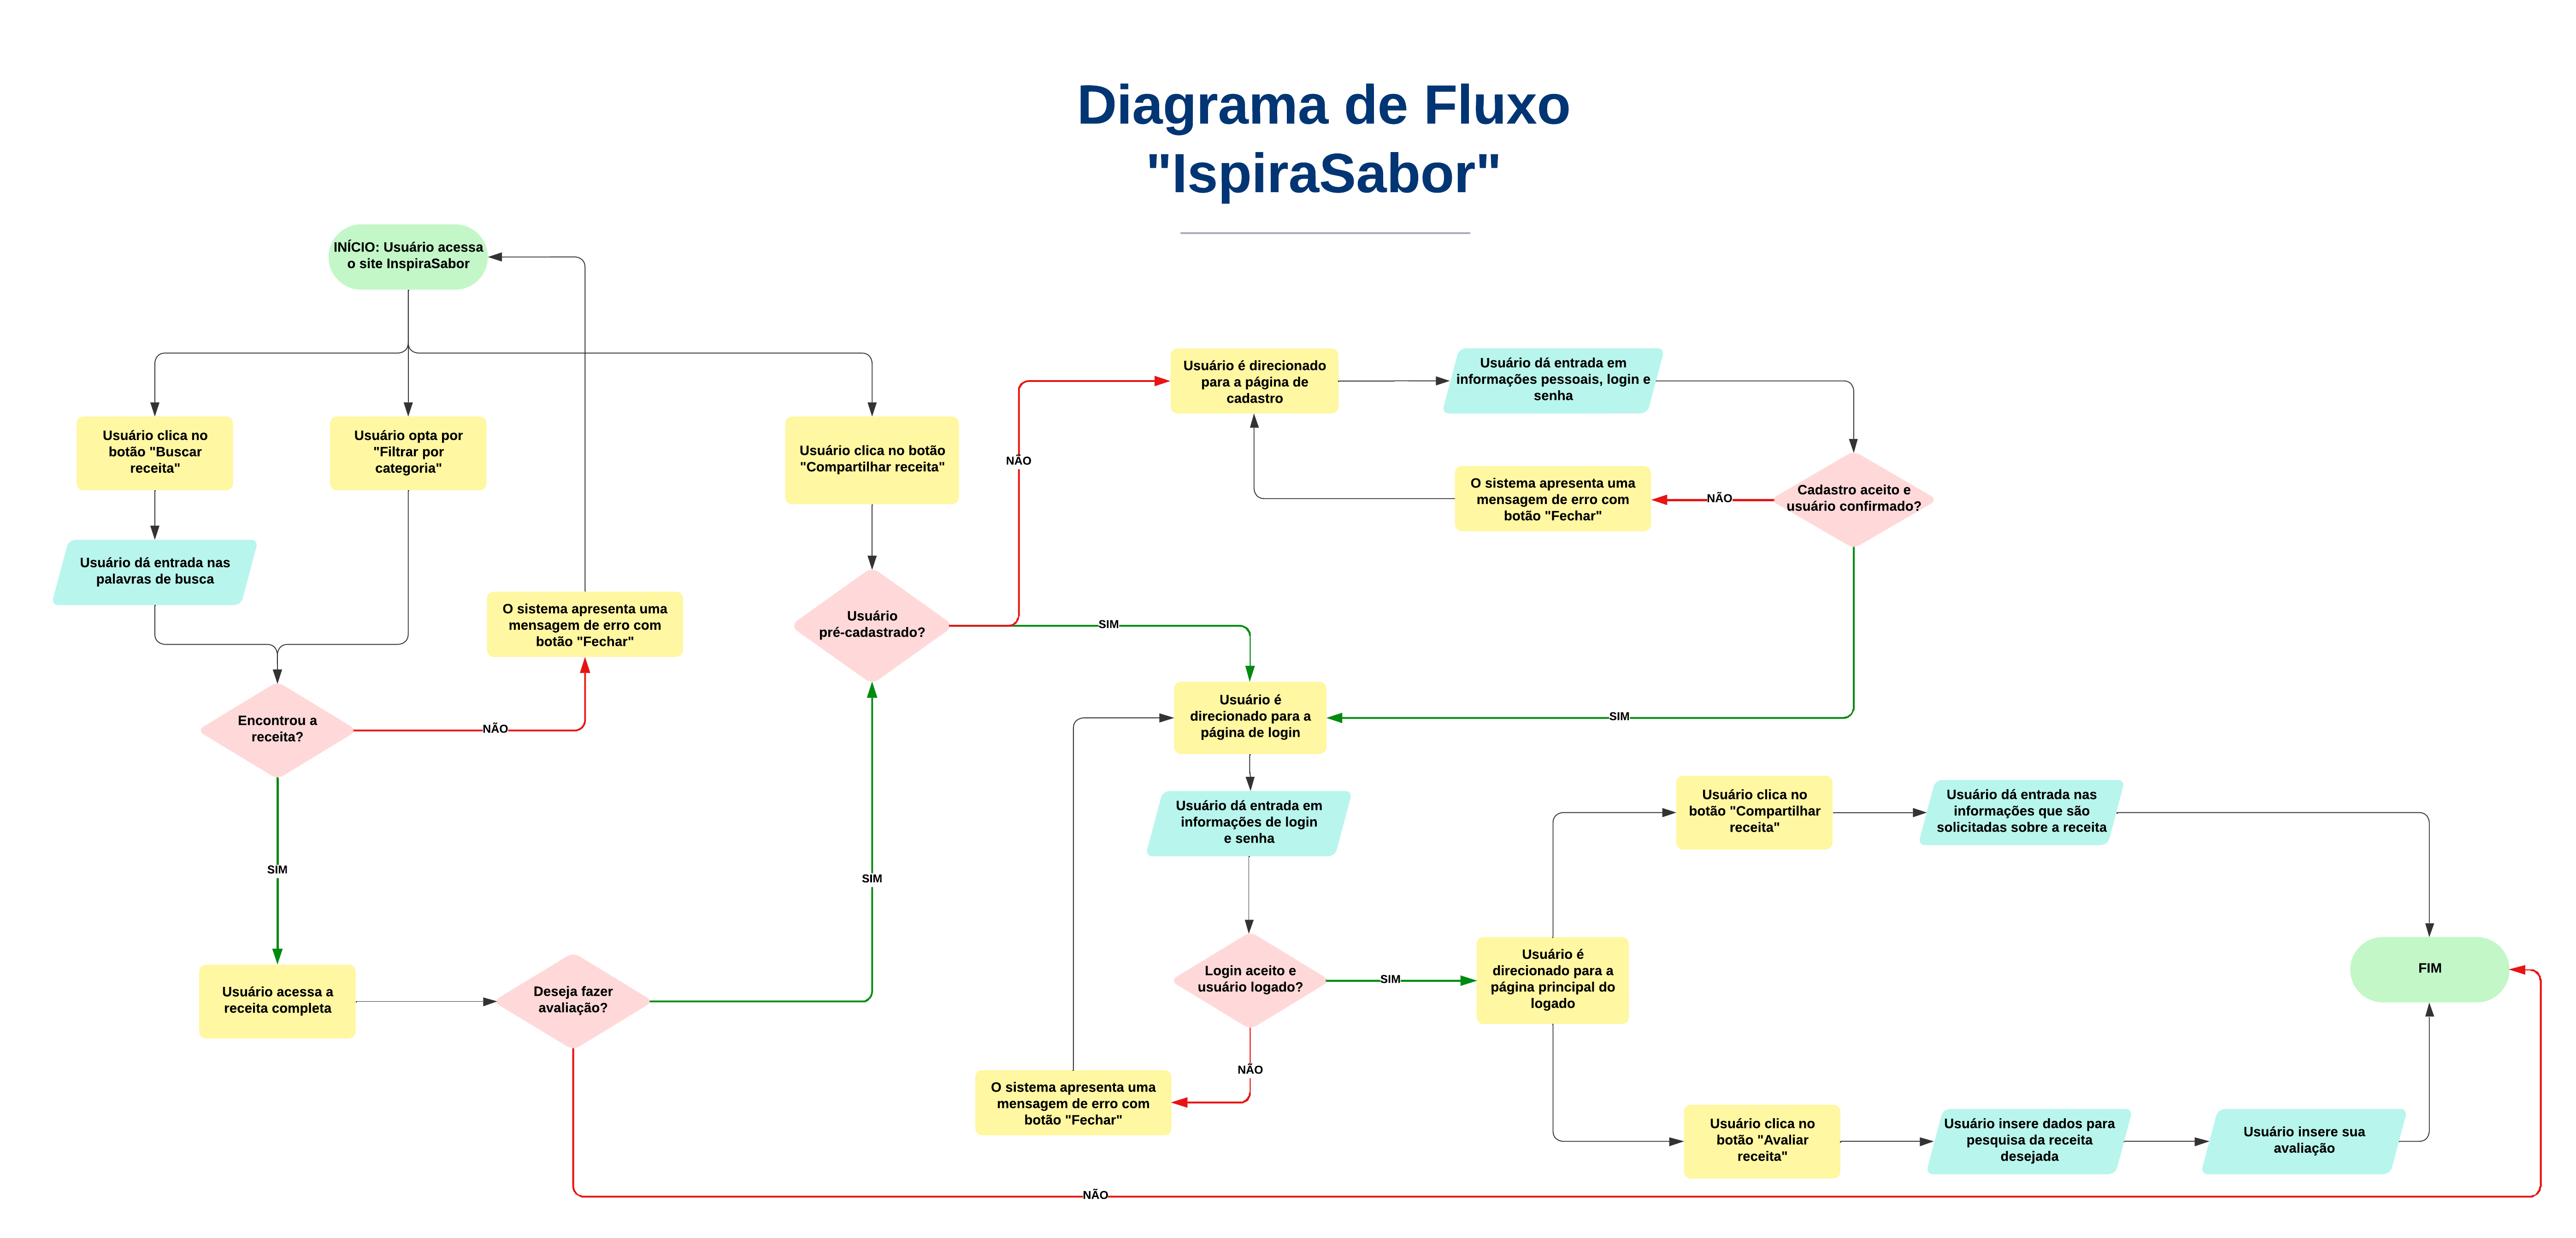 Diagrama de Fluxo
"IspiraSabor"
INÍCIO: Usuário acessa
o site InspiraSabor
Usuário clica no
botão "Buscar
receita"
Usuário opta por
"Filtrar por
categoria"
Usuário clica no botão
"Compartilhar receita"
Usuário dá entrada nas
palavras de busca
O sistema apresenta uma
mensagem de erro com
botão "Fechar"
Encontrou a
receita?
NÃO
SIM
Usuário acessa a
receita completa
Deseja fazer
avaliação?
SIM
NÃO
Usuário
pré-cadastrado?
NÃO
SIM
Usuário é direcionado
para a página de
cadastro
Usuário dá entrada em
informações pessoais, login e
senha
Cadastro aceito e
usuário confirmado?
NÃO
O sistema apresenta uma
mensagem de erro com
botão "Fechar"
SIM
Usuário é
direcionado para a
página de login
Usuário dá entrada em
informações de login
e senha
Login aceito e
usuário logado?
NÃO
O sistema apresenta uma
mensagem de erro com
botão "Fechar"
SIM
Usuário é
direcionado para a
página principal do
logado
Usuário clica no
botão "Compartilhar
receita"
Usuário dá entrada nas
informações que são
solicitadas sobre a receita
Usuário clica no
botão "Avaliar
receita"
Usuário insere dados para
pesquisa da receita
desejada
Usuário insere sua
avaliação
FIM